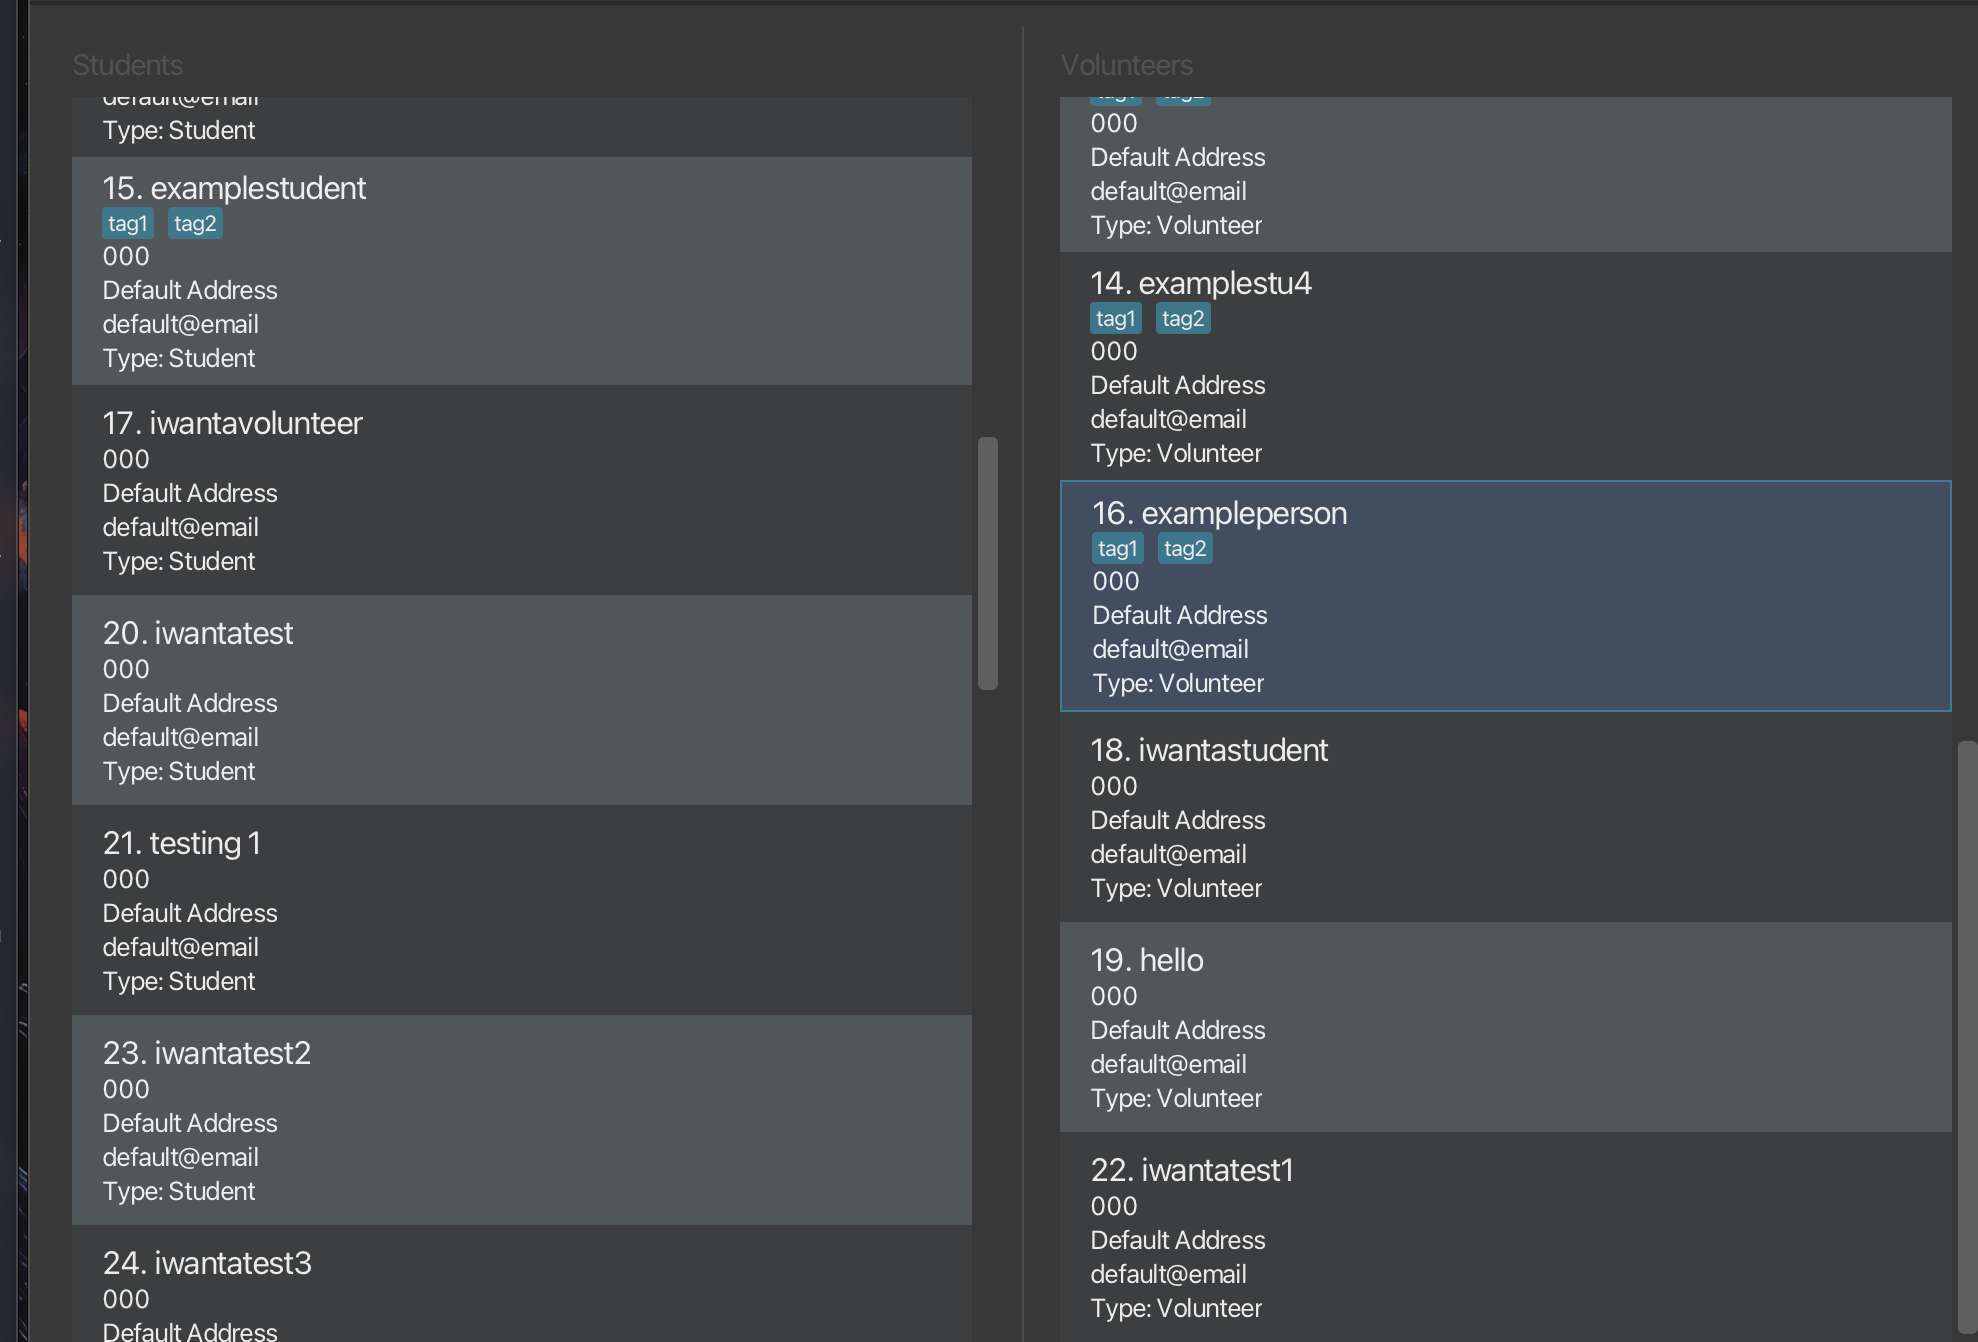 Students
default@email
Type: Student
15. examplestudent
tag1 tag2
000
Default Address
default@email
Type: Student
17. iwantavolunteer
000
Default Address
default@email
Type: Student
20. iwantatest
000
Default Address
default@email
Type: Student
21. testing 1
000
Default Address
default@email
Type: Student
23. iwantatest2
000
Default Address
default@email
Type: Student
24. iwantatest3
000
Default Address
Volunteers
tag1 tag2
000
Default Address
default@email
Type: Volunteer
14. examplestu4
tag1 tag2
000
Default Address
default@email
Type: Volunteer
16. exampleperson
tag1 tag2
000
Default Address
default@email
Type: Volunteer
18. iwantastudent
000
Default Address
default@email
Type: Volunteer
19. hello
000
Default Address
default@email
Type: Volunteer
22. iwantatest1
000
Default Address
default@email
Type: Volunteer